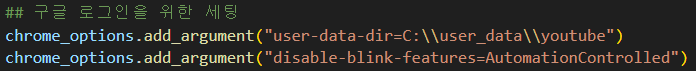 ## 구글 로그인을 위한 세팅
chrome_options.add_argument("user-data-dir=C:\\user_data\\youtube")
chrome_options.add_argument("disable-blink-features=AutomationControlled")